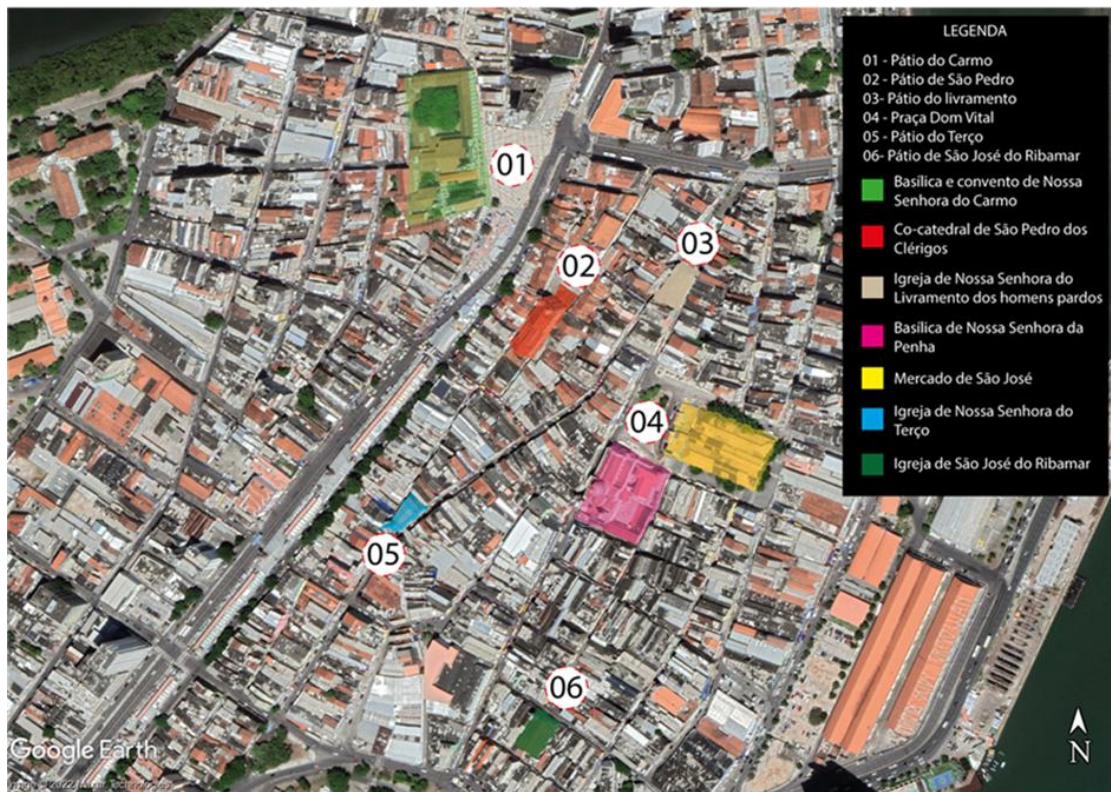 LEGENDA
01 - Pátio do Carmo
02 - Pátio de São Pedro
03- Pátio do livramento
04 - Praça Dom Vital
05 - Pátio do Terço
06- Pátio de São José do Ribamar
Basílica e convento de Nossa
Senhora do Carmo
Co-catedral de São Pedro dos
Clérigos
Igreja de Nossa Senhora do
Livramento dos homens pardos
Basílica de Nossa Senhora da
Penha
Mercado de São José
Igreja de Nossa Senhora do
Terço
Igreja de São José do Ribamar
01
02
03
04
05
06
N
Google Earth